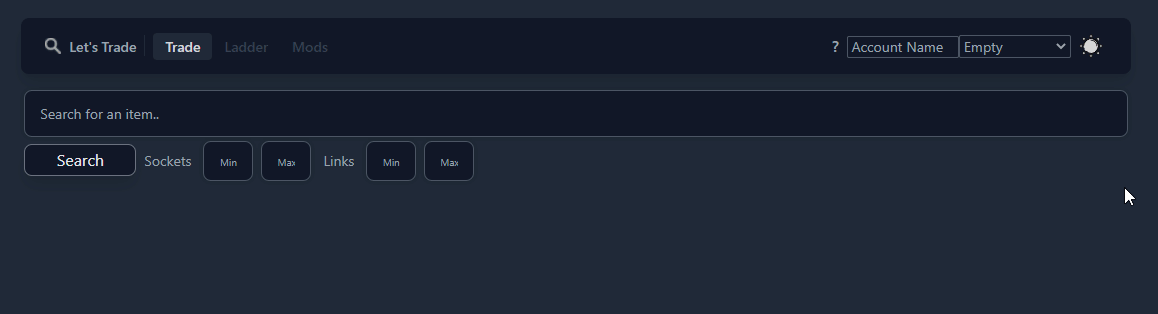 Let's Trade Trade Ladder Mods ? Account Name Empty
Search for an item..
Search Sockets Min Max Links Min Max